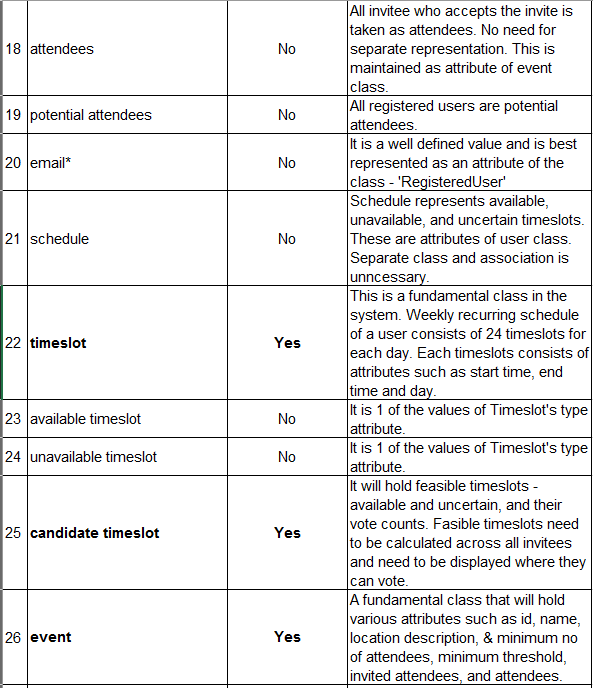 All invitee who accepts the invite is
taken as attendees. No need for
18 attendees No separate representation. This is
maintained as attribute of event
class.
19 potential attendees No All registered users are potential
attendees.
It is a well defined value and is best
20 email* No represented as an attribute of the
class - 'RegisteredUser'
Schedule represents available,
unavailable, and uncertain timeslots.
21 schedule No These are attributes of user class.
Separate class and association is
unncessary.
This is a fundamental class in the
system. Weekly recurring schedule
22 timeslot Yes of a user consists of 24 timeslots for
each day. Each timeslots consists of
attributes such as start time, end
time and day.
23 available timeslot No It is 1 of the values of Timeslot's type
attribute.
24 unavailable timeslot No It is 1 of the values of Timeslot's type
attribute.
It will hold feasible timeslots -
available and uncertain, and their
vote counts. Fasible timeslots need
25 candidate timeslot Yes to be calculated across all invitees
and need to be displayed where they
can vote.
A fundamental class that will hold
various attributes such as id, name,
26 event Yes location description, & minimum no
of attendees, minimum threshold,
invited attendees, and attendees.